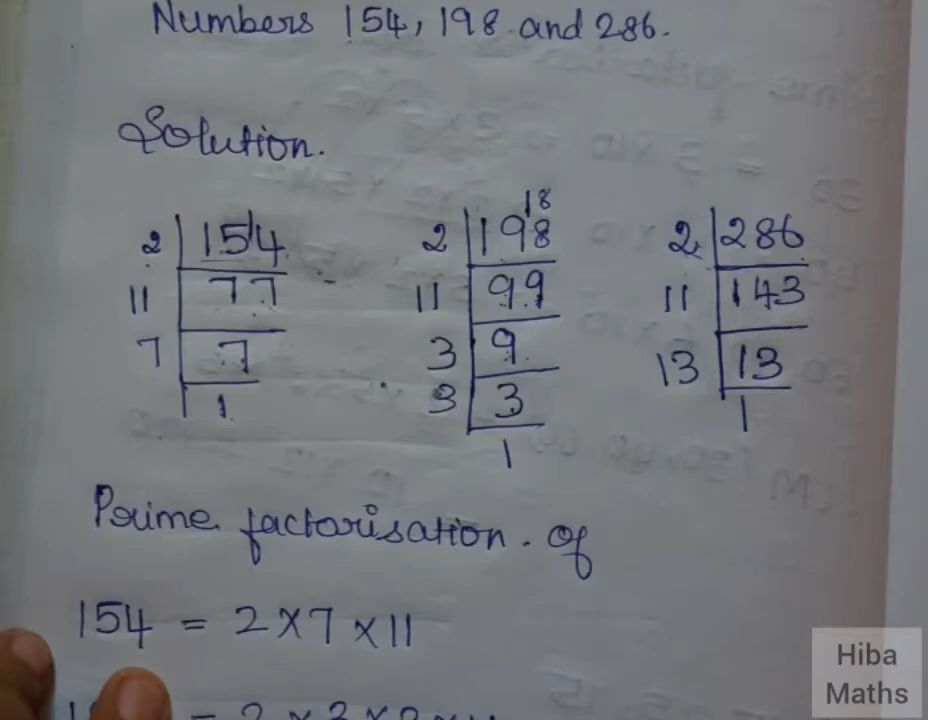 Numbers 154, 198 and 286.
Solution.
2 | 154
11 | 77
7 | 7
1
18
2 | 198
11 | 99
3 | 9
3 | 3
1
2 | 286
11 | 143
13 | 13
1
Prime factorisation. of
154 = 2 × 7 × 11
Hiba
Maths